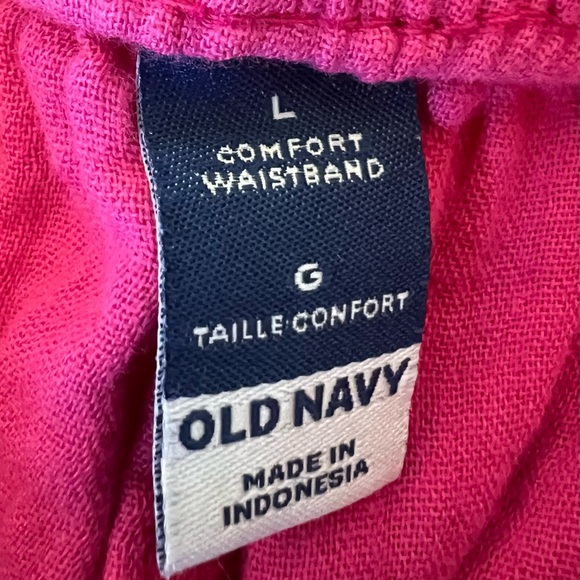 L
COMFORT
WAISTBAND
G
TAILLE CONFORT
OLD NAVY
MADE IN
INDONESIA